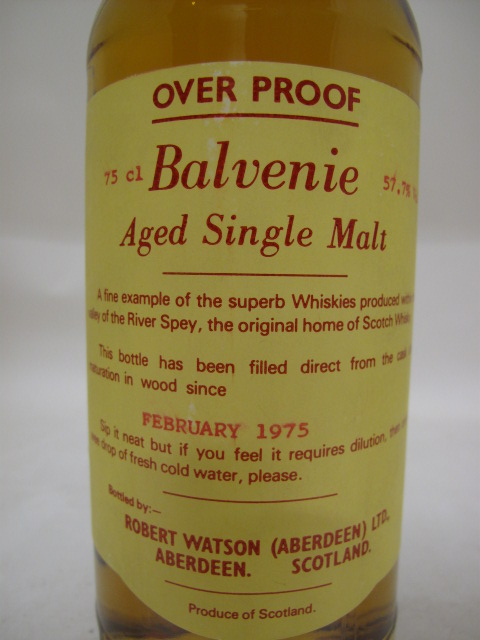 OVER PROOF
75 cl Balvenie 57.7%
Aged Single Malt
A fine example of the superb Whiskies produced
of the River Spey, the original home of Scotch
This bottle has been filled direct from the cask
maturation in wood since
FEBRUARY 1975
Sip it neat but if you feel it requires dilution,
drop of fresh cold water, please.
Bottled by:—
ROBERT WATSON (ABERDEEN) LTD.,
ABERDEEN. SCOTLAND.
Produce of Scotland.